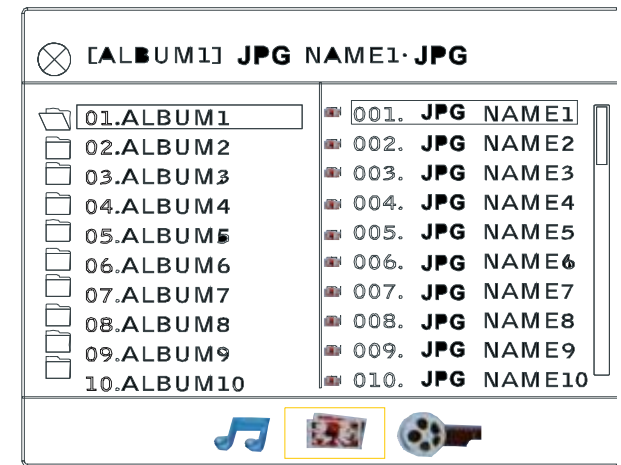 [ALBUM1] JPG NAME1·JPG
01.ALBUM1
02.ALBUM2
03.ALBUM3
04.ALBUM4
05.ALBUM5
06.ALBUM6
07.ALBUM7
08.ALBUM8
09.ALBUM9
10.ALBUM10
001. JPG NAME1
002. JPG NAME2
003. JPG NAME3
004. JPG NAME4
005. JPG NAME5
006. JPG NAME6
007. JPG NAME7
008. JPG NAME8
009. JPG NAME9
010. JPG NAME10